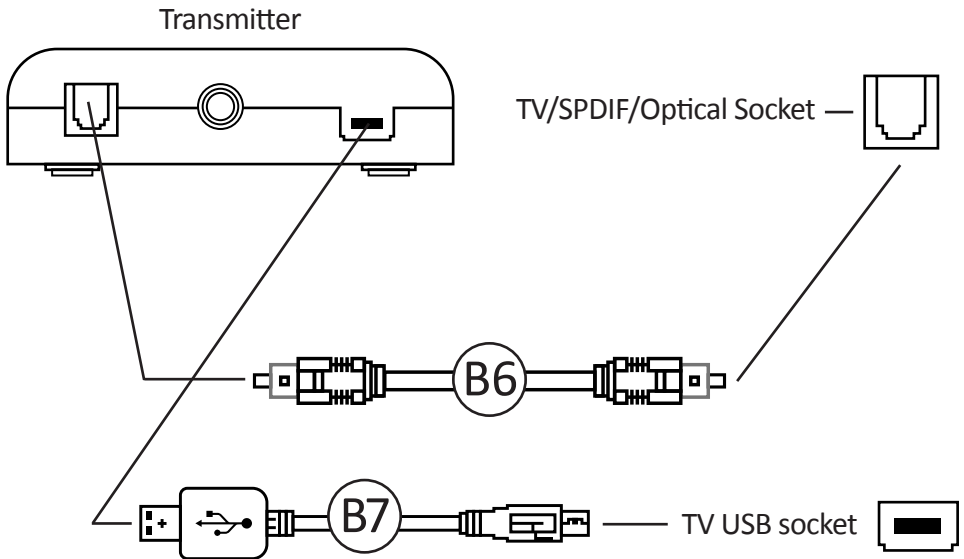 Transmitter
TV/SPDIF/Optical Socket
B6
B7
TV USB socket